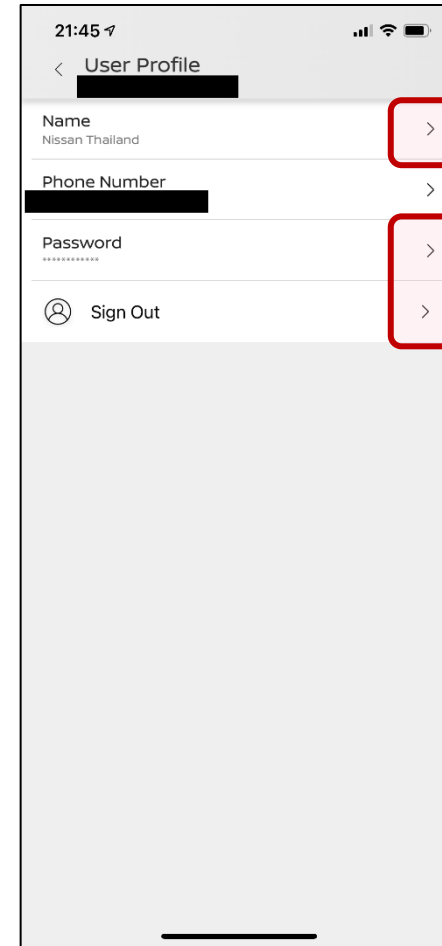 21:45
User Profile
Name
Nissan Thailand
Phone Number
Password
************
Sign Out